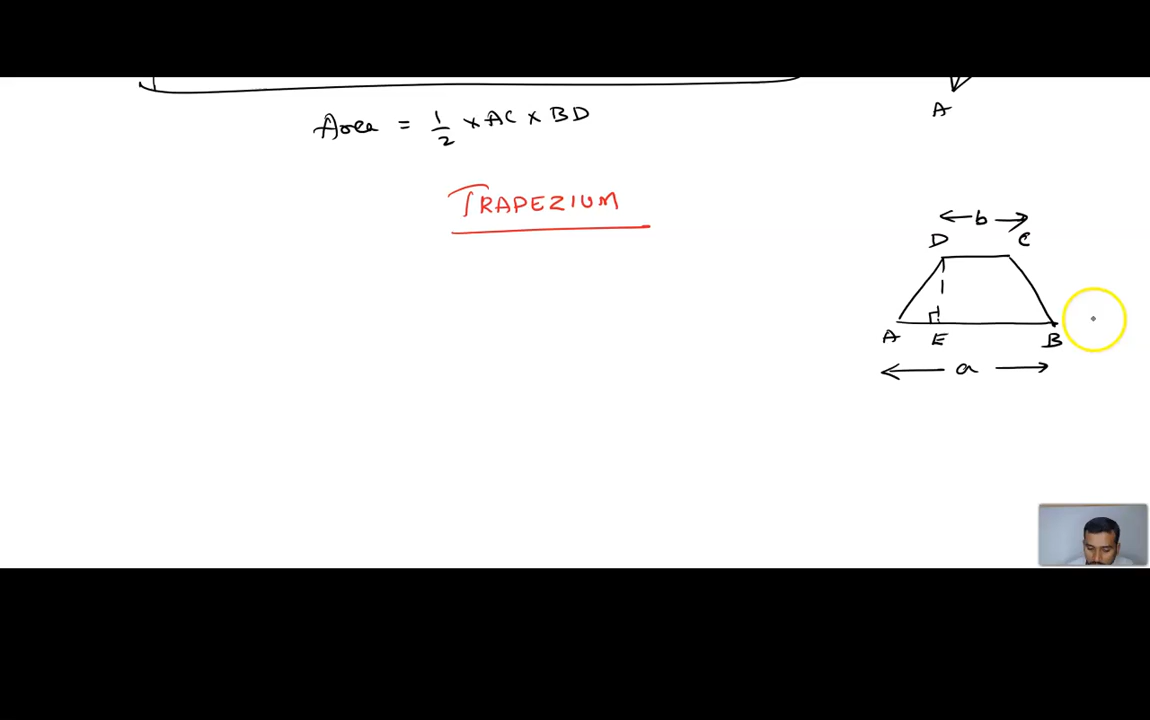 A
Area = 1/2 × AC × BD
TRAPEZIUM
b
D C
A E B
a